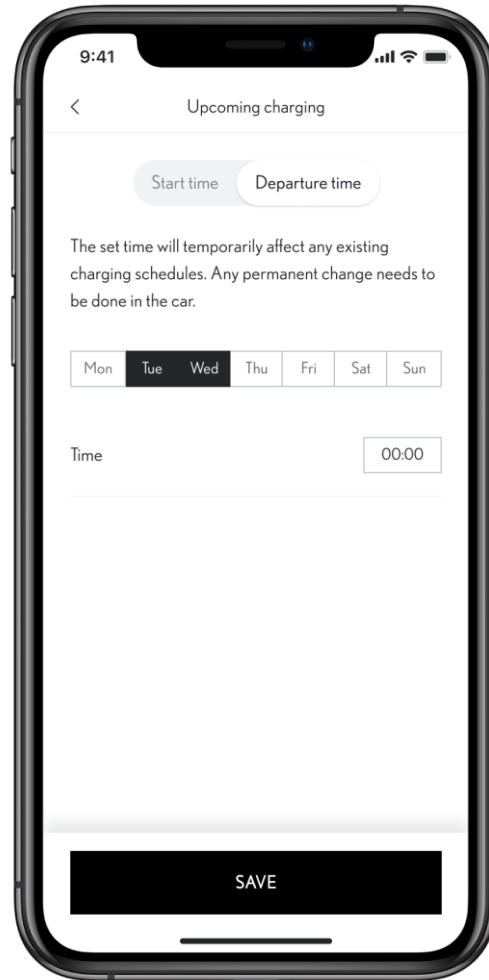 9:41
Upcoming charging
Start time Departure time
The set time will temporarily affect any existing
charging schedules. Any permanent change needs to
be done in the car.
Mon Tue Wed Thu Fri Sat Sun
Time 00:00
SAVE